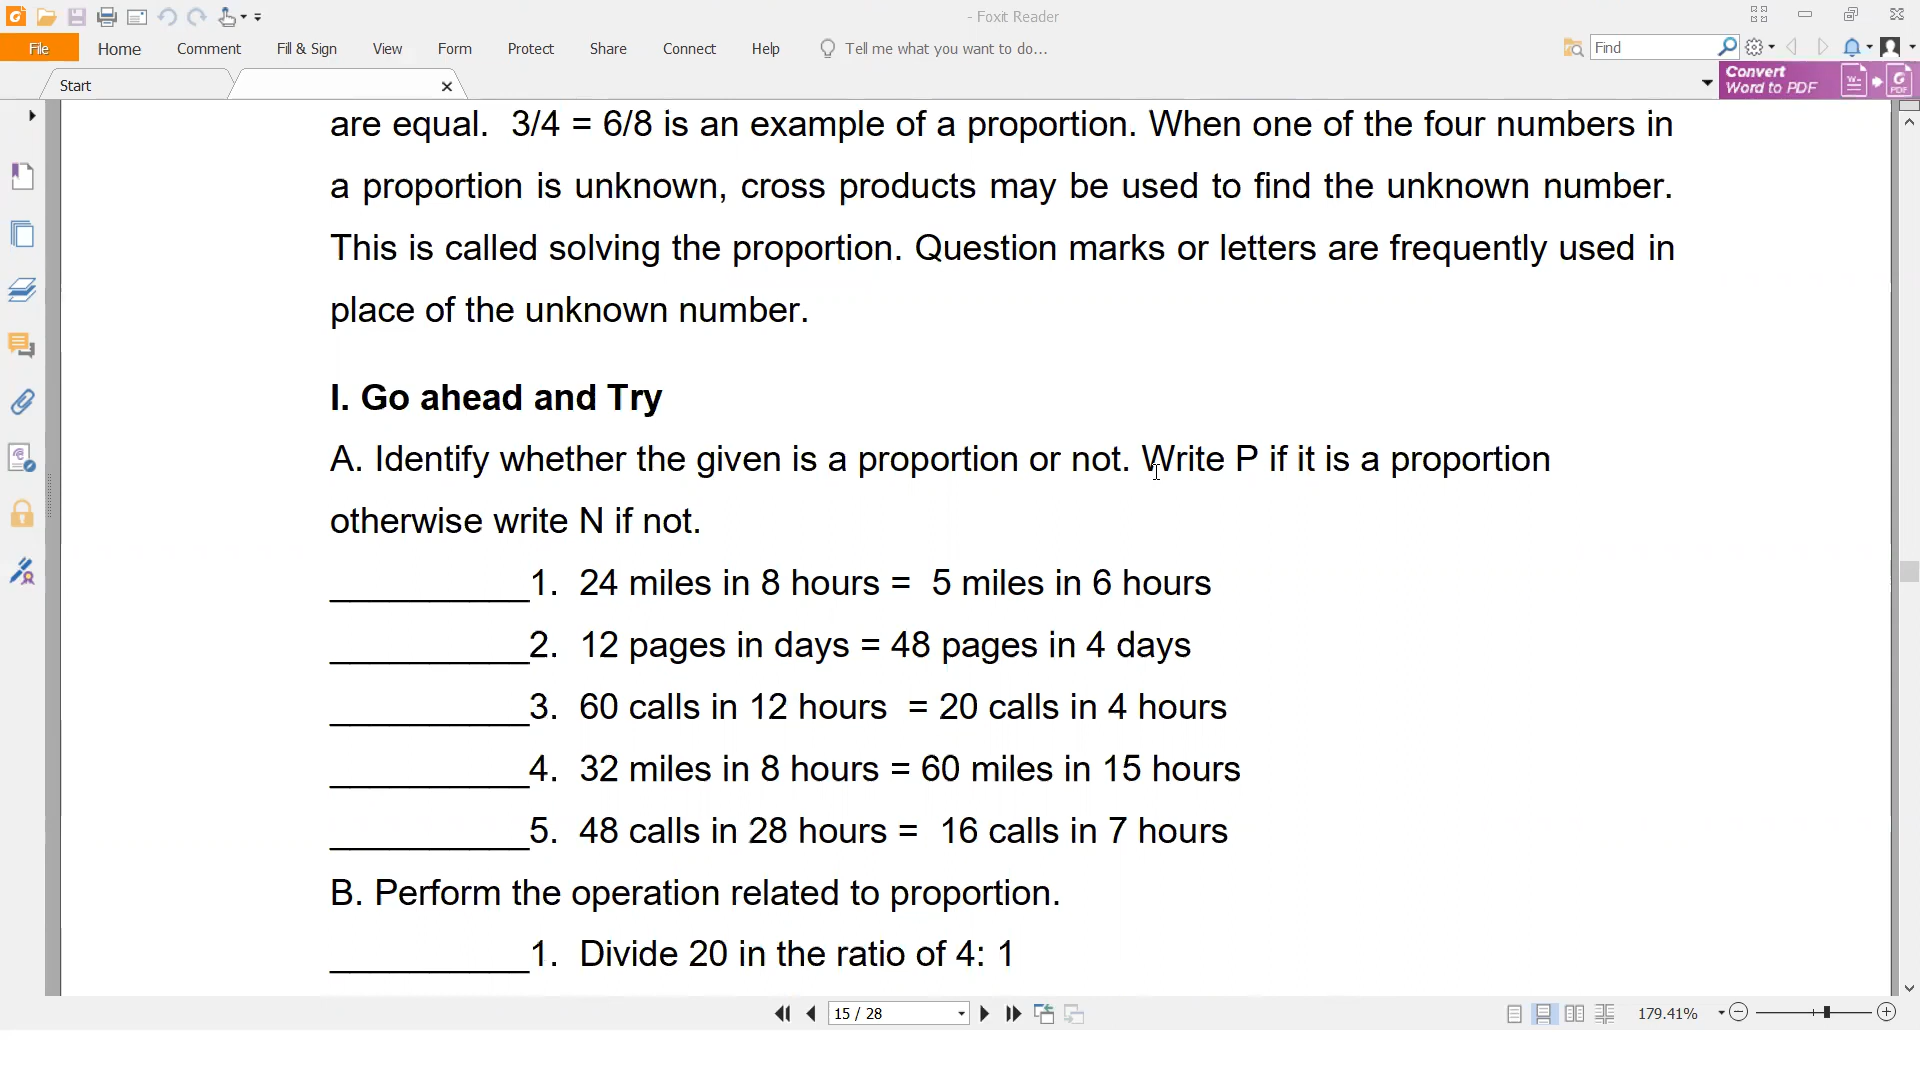 - Foxit Reader
File Home Comment Fill & Sign View Form Protect Share Connect Help Tell me what you want to do... Find
Start
Convert
Word to PDF
PDF
are equal. 3/4 = 6/8 is an example of a proportion. When one of the four numbers in
a proportion is unknown, cross products may be used to find the unknown number.
This is called solving the proportion. Question marks or letters are frequently used in
place of the unknown number.
I. Go ahead and Try
A. Identify whether the given is a proportion or not. Write P if it is a proportion
otherwise write N if not.
__________1. 24 miles in 8 hours = 5 miles in 6 hours
__________2. 12 pages in days = 48 pages in 4 days
__________3. 60 calls in 12 hours = 20 calls in 4 hours
__________4. 32 miles in 8 hours = 60 miles in 15 hours
__________5. 48 calls in 28 hours = 16 calls in 7 hours
B. Perform the operation related to proportion.
__________1. Divide 20 in the ratio of 4: 1
15 / 28
179.41%